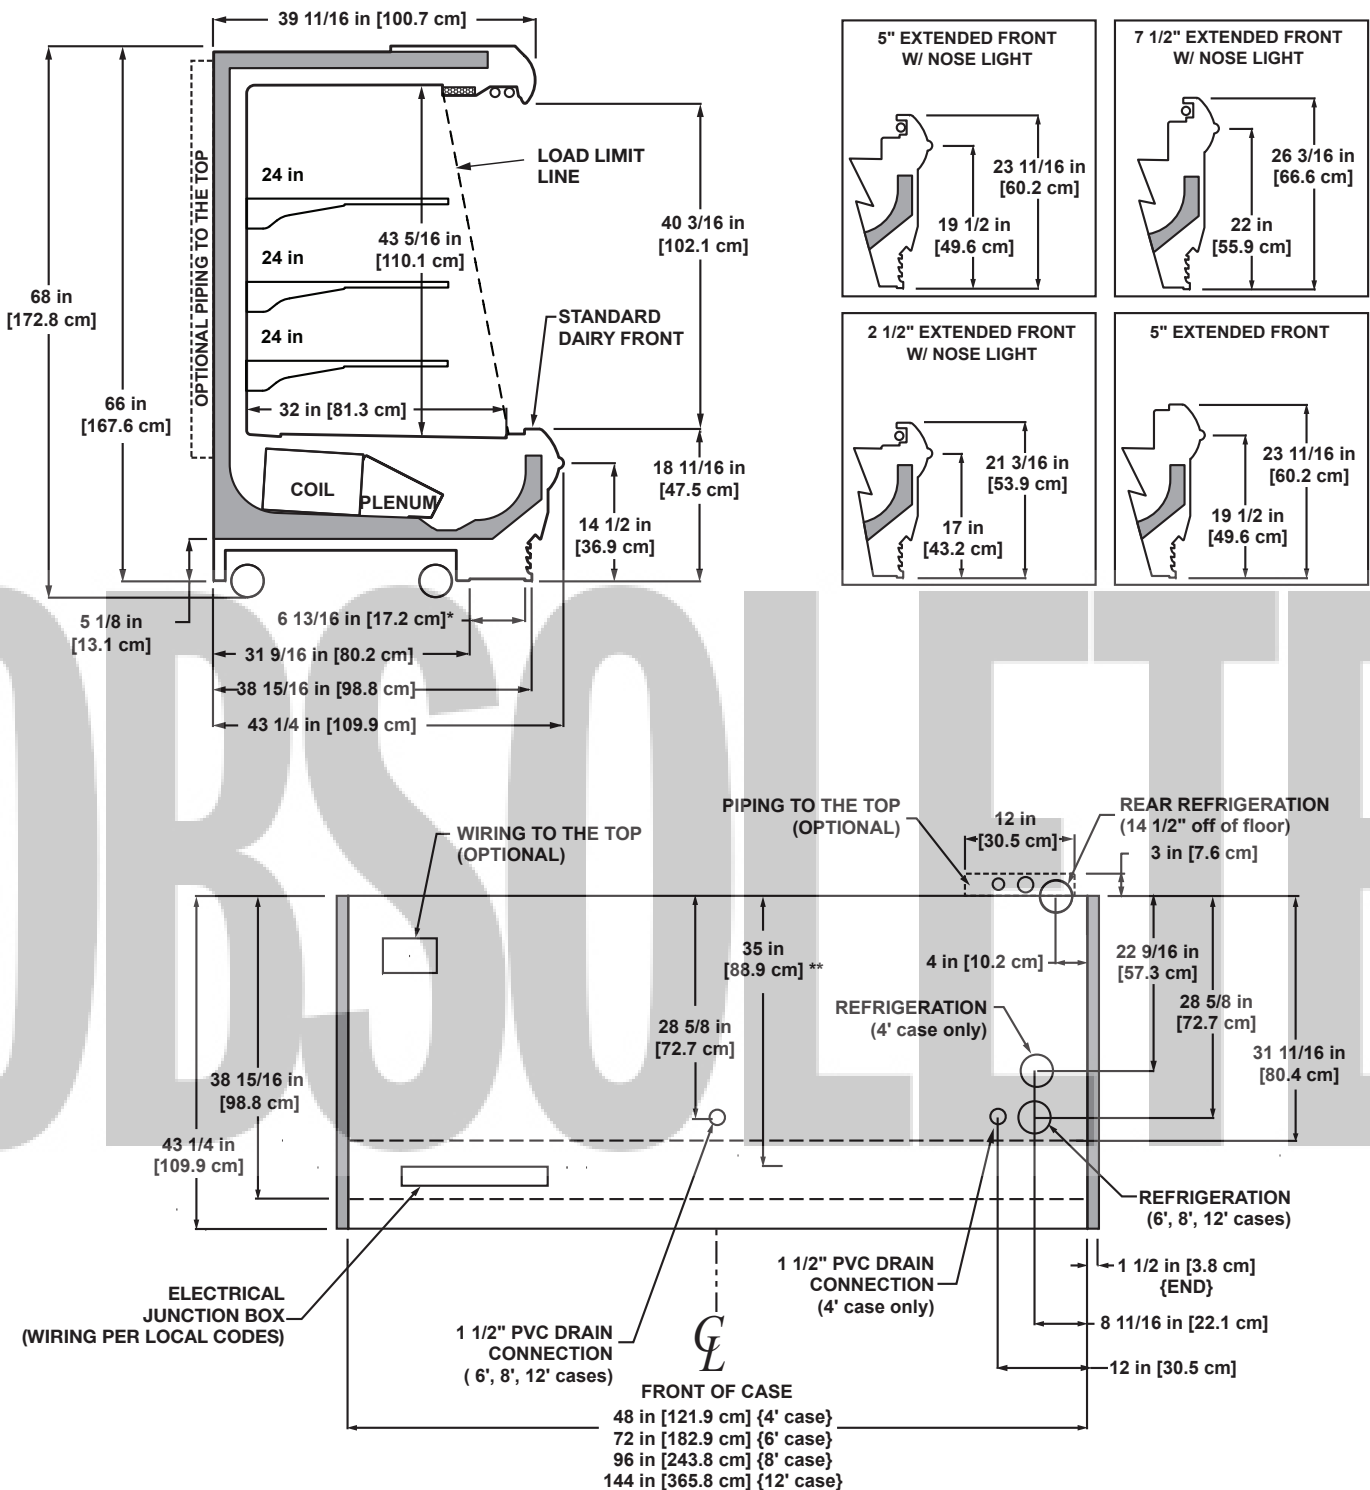 39 11/16 in [100.7 cm]
OPTIONAL PIPING TO THE TOP
24 in
24 in
24 in
LOAD LIMIT
LINE
43 5/16 in
[110.1 cm]
40 3/16 in
[102.1 cm]
68 in
[172.8 cm]
66 in
[167.6 cm]
STANDARD
DAIRY FRONT
32 in [81.3 cm]
COIL
PLENUM
18 11/16 in
[47.5 cm]
14 1/2 in
[36.9 cm]
5 1/8 in
[13.1 cm]
6 13/16 in [17.2 cm]*
31 9/16 in [80.2 cm]
38 15/16 in [98.8 cm]
43 1/4 in [109.9 cm]
5" EXTENDED FRONT
W/ NOSE LIGHT
23 11/16 in
[60.2 cm]
19 1/2 in
[49.6 cm]
7 1/2" EXTENDED FRONT
W/ NOSE LIGHT
26 3/16 in
[66.6 cm]
22 in
[55.9 cm]
2 1/2" EXTENDED FRONT
W/ NOSE LIGHT
21 3/16 in
[53.9 cm]
17 in
[43.2 cm]
5" EXTENDED FRONT
23 11/16 in
[60.2 cm]
19 1/2 in
[49.6 cm]
OBSOLETE
WIRING TO THE TOP
(OPTIONAL)
PIPING TO THE TOP
(OPTIONAL)
12 in
[30.5 cm]
REAR REFRIGERATION
(14 1/2" off of floor)
3 in [7.6 cm]
35 in
[88.9 cm] **
4 in [10.2 cm]
22 9/16 in
[57.3 cm]
28 5/8 in
[72.7 cm]
REFRIGERATION
(4' case only)
28 5/8 in
[72.7 cm]
31 11/16 in
[80.4 cm]
38 15/16 in
[98.8 cm]
43 1/4 in
[109.9 cm]
REFRIGERATION
(6', 8', 12' cases)
1 1/2" PVC DRAIN
CONNECTION
(4' case only)
1 1/2 in [3.8 cm]
{END}
8 11/16 in [22.1 cm]
12 in [30.5 cm]
ELECTRICAL
JUNCTION BOX
(WIRING PER LOCAL CODES)
1 1/2" PVC DRAIN
CONNECTION
( 6', 8', 12' cases)
CL
FRONT OF CASE
48 in [121.9 cm] {4' case}
72 in [182.9 cm] {6' case}
96 in [243.8 cm] {8' case}
144 in [365.8 cm] {12' case}